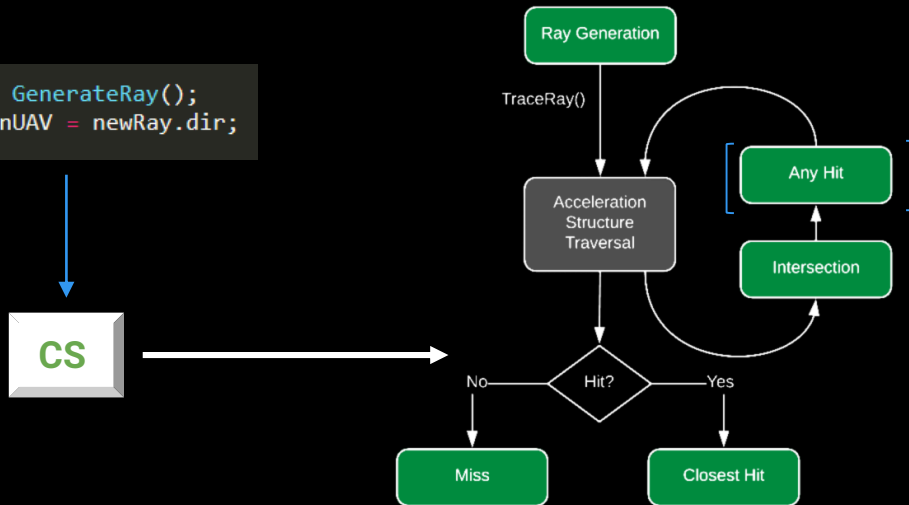 GenerateRay();
nUAV = newRay.dir;
CS
Ray Generation
TraceRay()
Acceleration
Structure
Traversal
Any Hit
Intersection
Hit?
No
Yes
Miss
Closest Hit